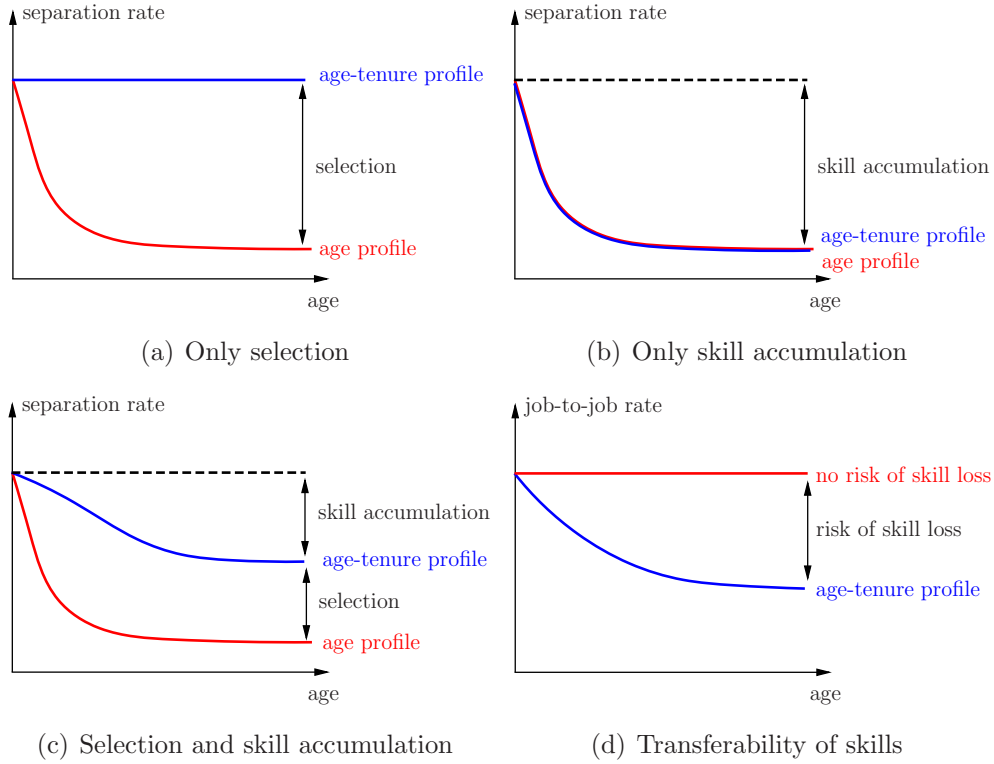 separation rate
age-tenure profile
selection
age profile
age
(a) Only selection
separation rate
skill accumulation
age-tenure profile
age profile
age
(b) Only skill accumulation
separation rate
skill accumulation
age-tenure profile
selection
age profile
age
(c) Selection and skill accumulation
job-to-job rate
no risk of skill loss
risk of skill loss
age-tenure profile
age
(d) Transferability of skills